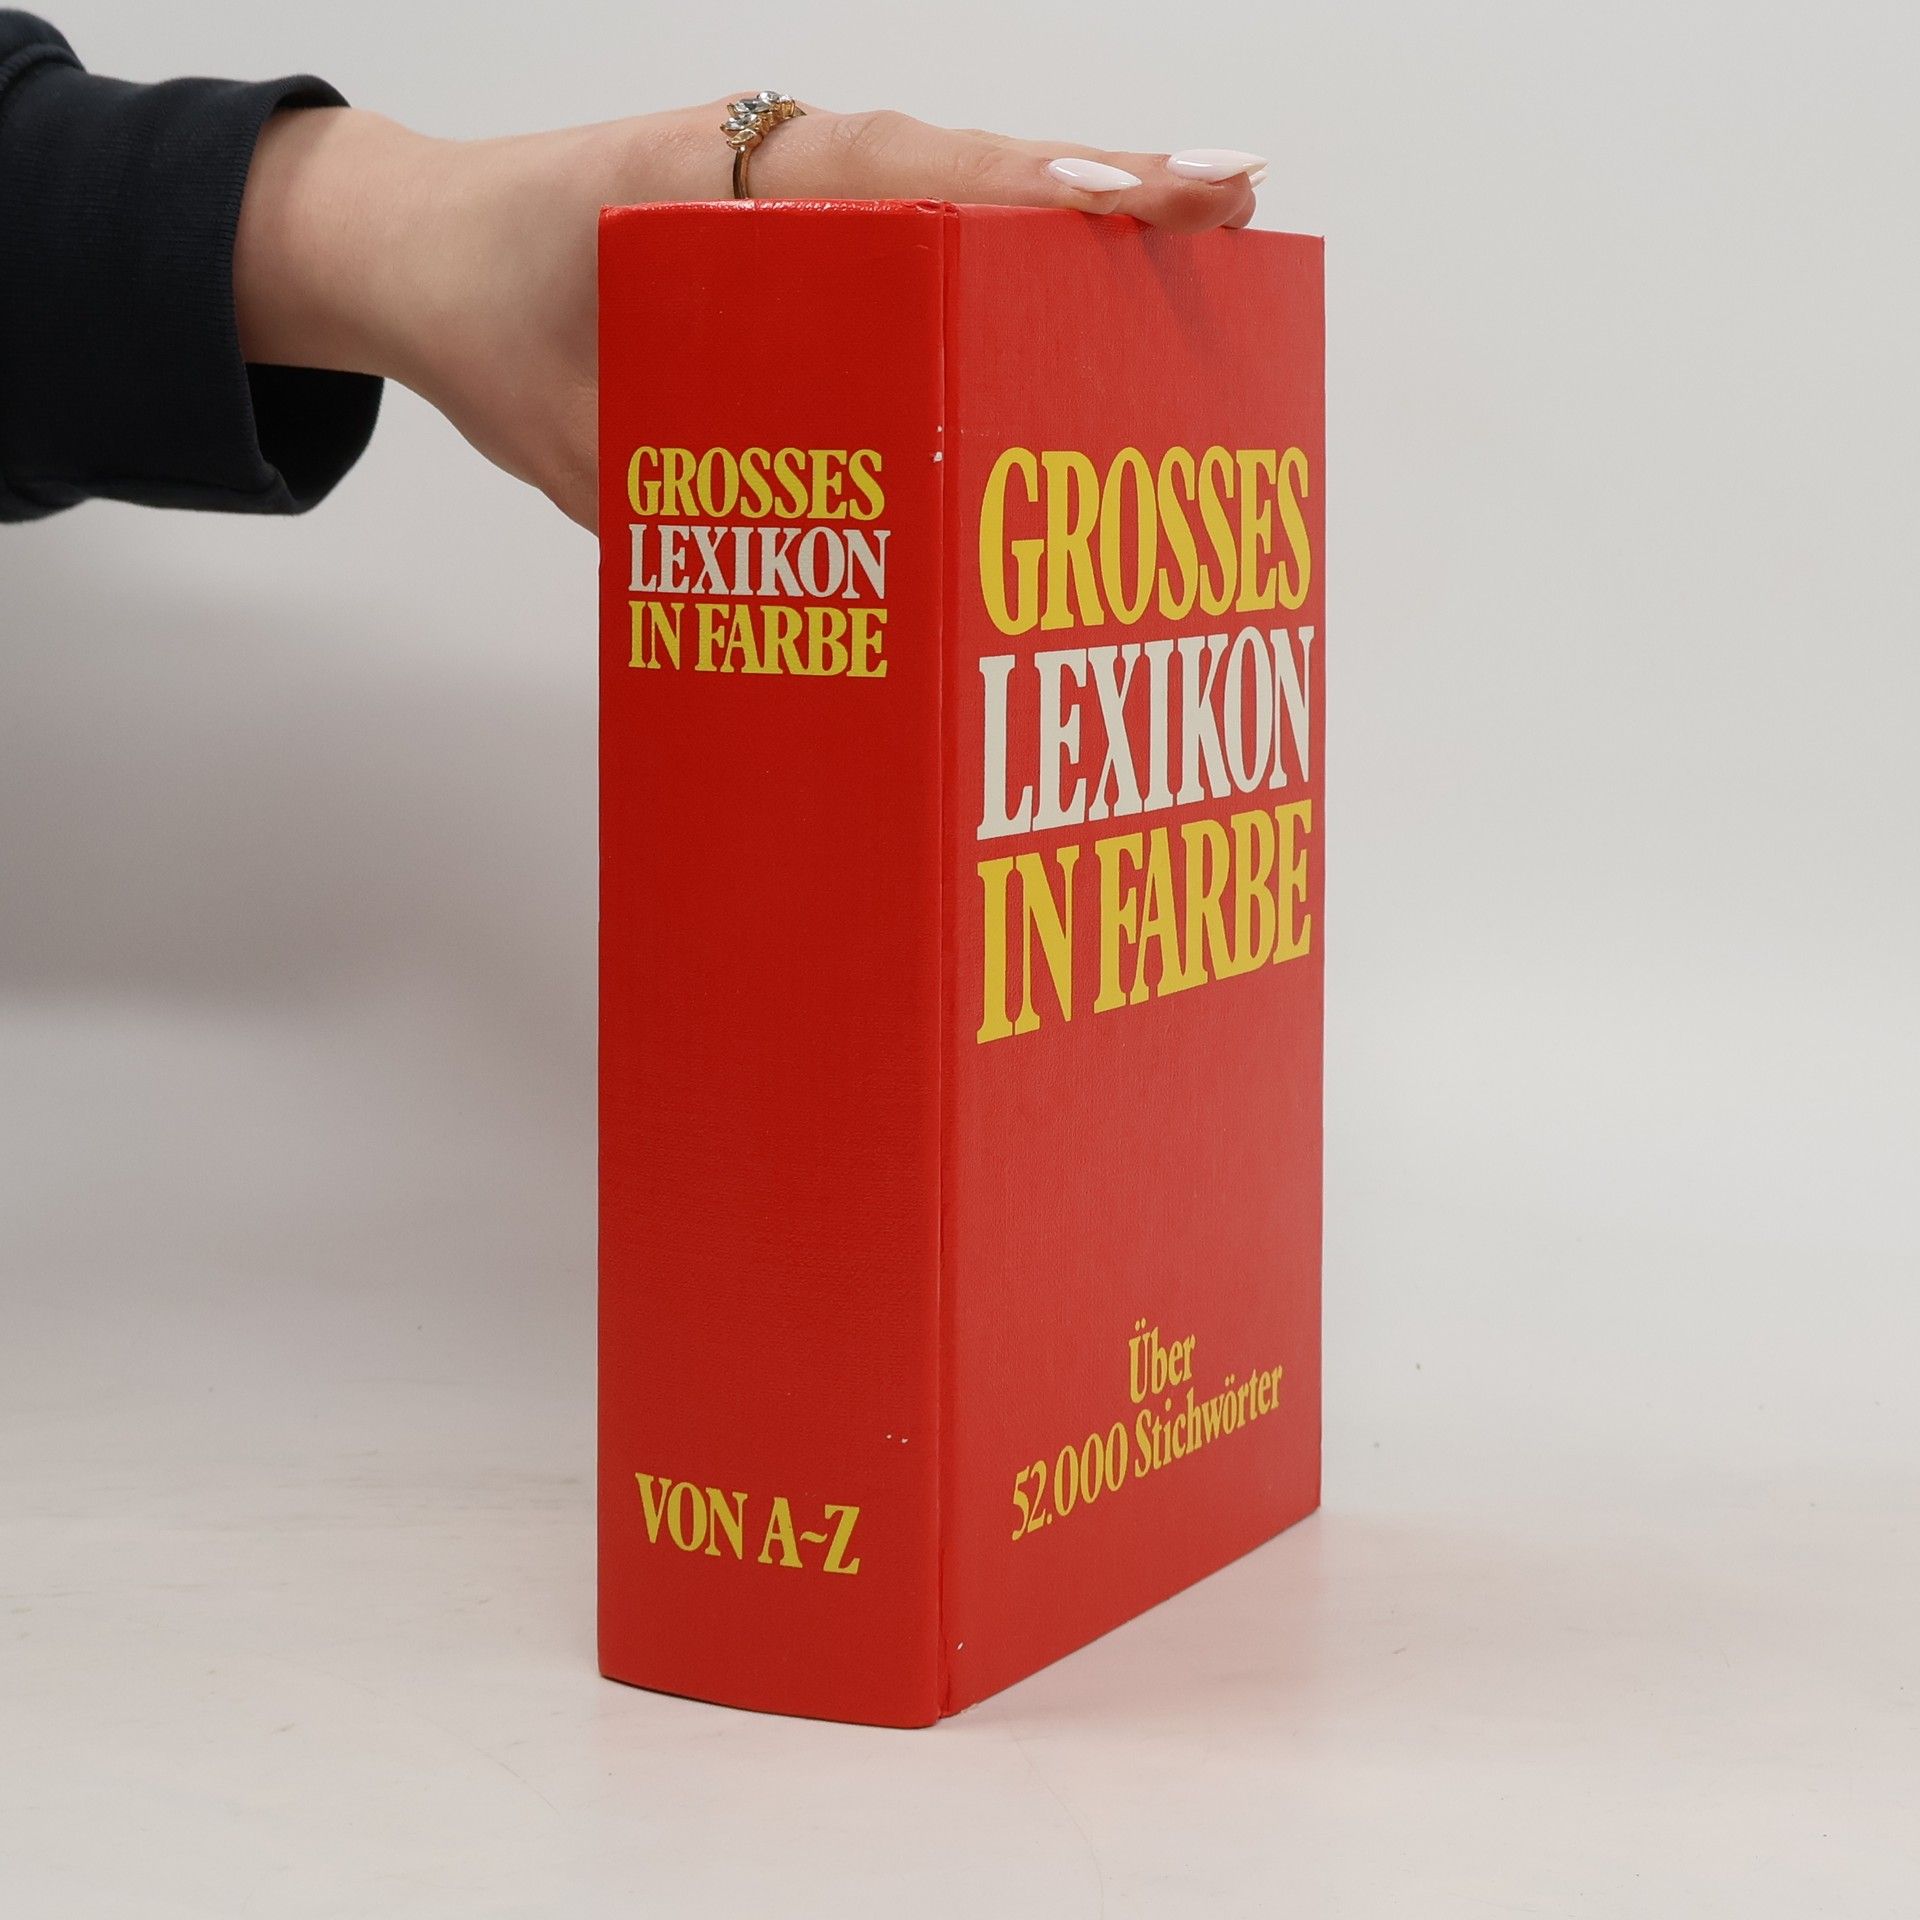 GROSSES
LEXIKON
IN FARBE
VON A~Z
GROSSES
LEXIKON
IN FARBE
Über
52.000 Stichwörter